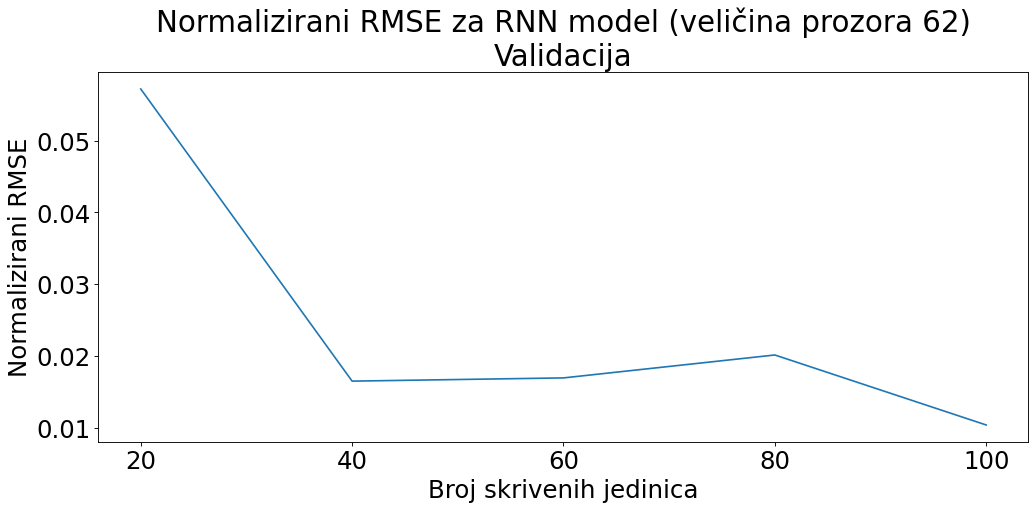 Normalizirani RMSE za RNN model (veličina prozora 62)
Validacija
Normalizirani RMSE
0.05
0.04
0.03
0.02
0.01
20 40 60 80 100
Broj skrivenih jedinica